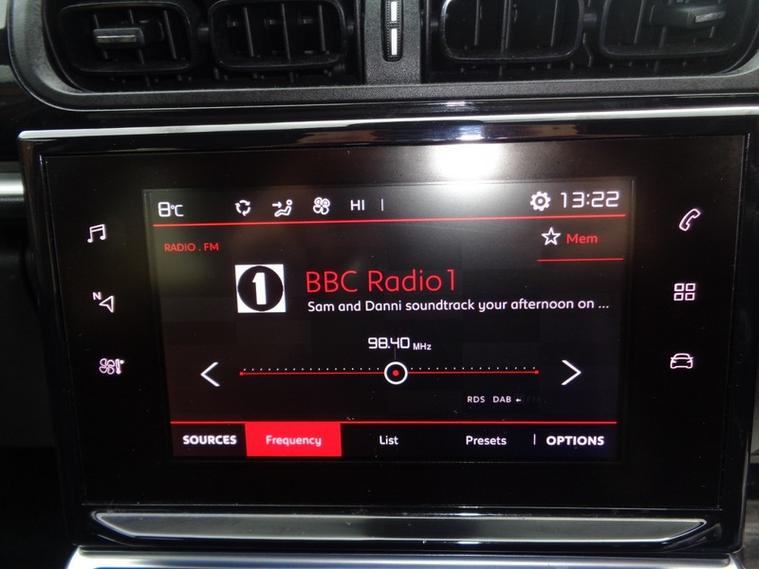 8°C HI | 13:22
RADIO . FM
Mem
1
BBC Radio1
Sam and Danni soundtrack your afternoon on ...
98.40 MHz
RDS DAB
N
SOURCES Frequency List Presets | OPTIONS